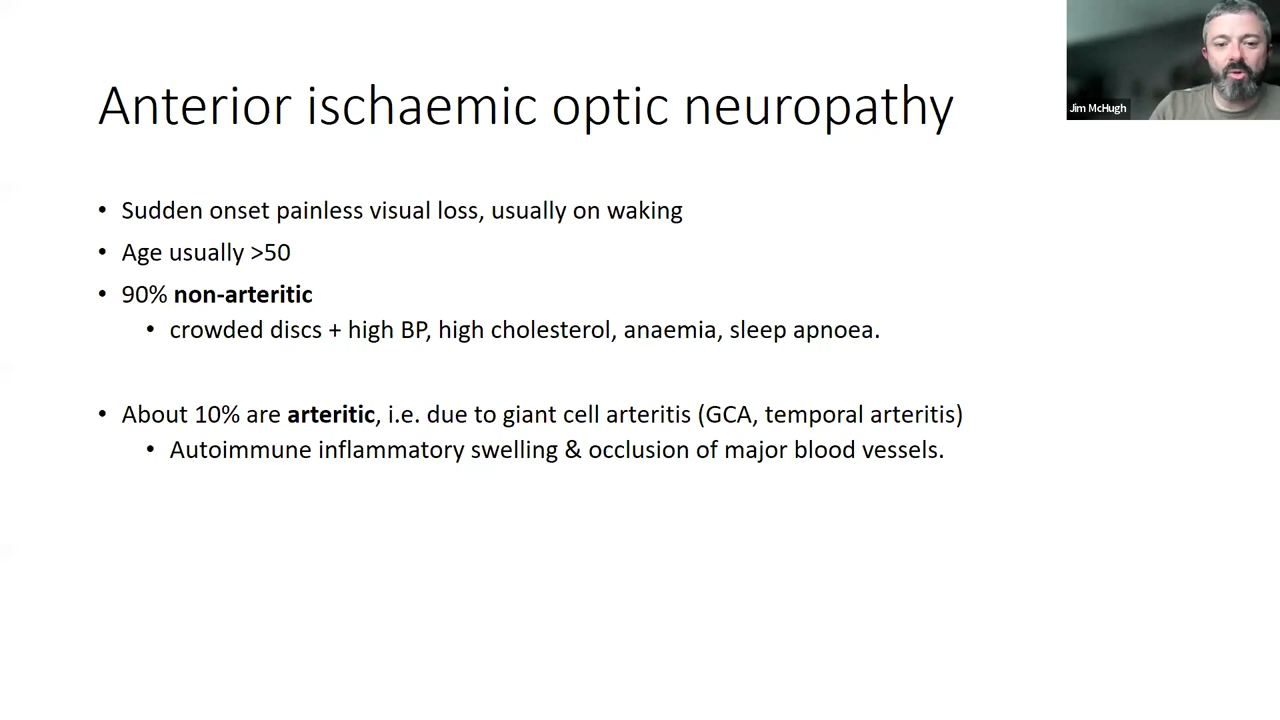 Anterior ischaemic optic neuropathy
Jim McHugh
• Sudden onset painless visual loss, usually on waking
• Age usually >50
• 90% non-arteritic
• crowded discs + high BP, high cholesterol, anaemia, sleep apnoea.
• About 10% are arteritic, i.e. due to giant cell arteritis (GCA, temporal arteritis)
• Autoimmune inflammatory swelling & occlusion of major blood vessels.